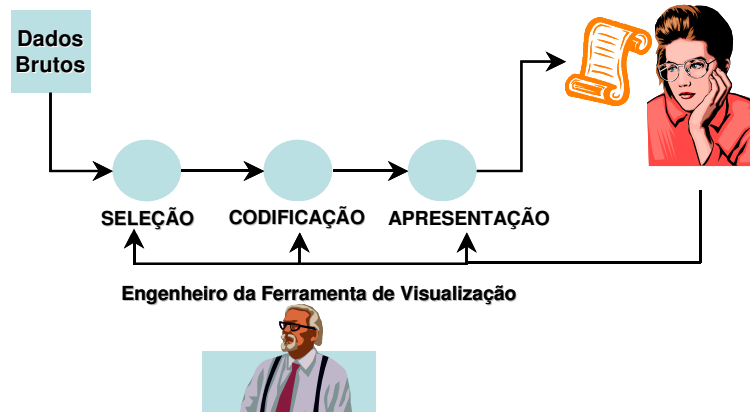 Dados
Brutos
SELEÇÃO
CODIFICAÇÃO
APRESENTAÇÃO
Engenheiro da Ferramenta de Visualização